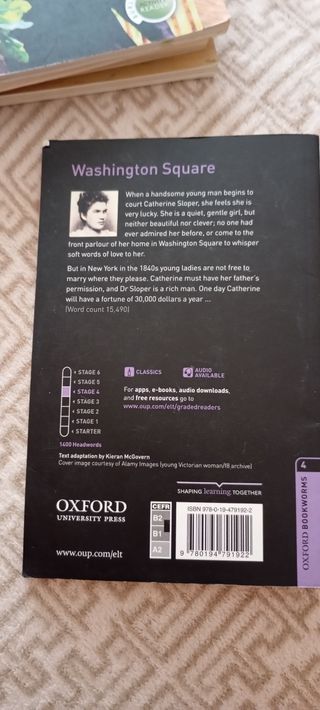 READER
Washington Square
When a handsome young man begins to
court Catherine Sloper, she feels she is
very lucky. She is a quiet, gentle girl, but
neither beautiful nor clever; no one had
ever admired her before, or come to the
front parlour of her home in Washington Square to whisper
soft words of love to her.
But in New York in the 1840s young ladies are not free to
marry where they please. Catherine must have her father's
permission, and Dr Sloper is a rich man. One day Catherine
will have a fortune of 30,000 dollars a year ...
(Word count 15,490)
STAGE 6
STAGE 5
STAGE 4
STAGE 3
STAGE 2
STAGE 1
STARTER
1400 Headwords
CLASSICS
AUDIO AVAILABLE
For apps, e-books, audio downloads,
and free resources go to
www.oup.com/elt/gradedreaders
Text adaptation by Kieran McGovern
Cover image courtesy of Alamy Images (young Victorian woman/IB archive)
SHAPING learning TOGETHER
OXFORD
UNIVERSITY PRESS
www.oup.com/elt
CEFR
B2
B1
A2
ISBN 978-0-19-479192-2
9 780194 791922
4
OXFORD BOOKWORMS